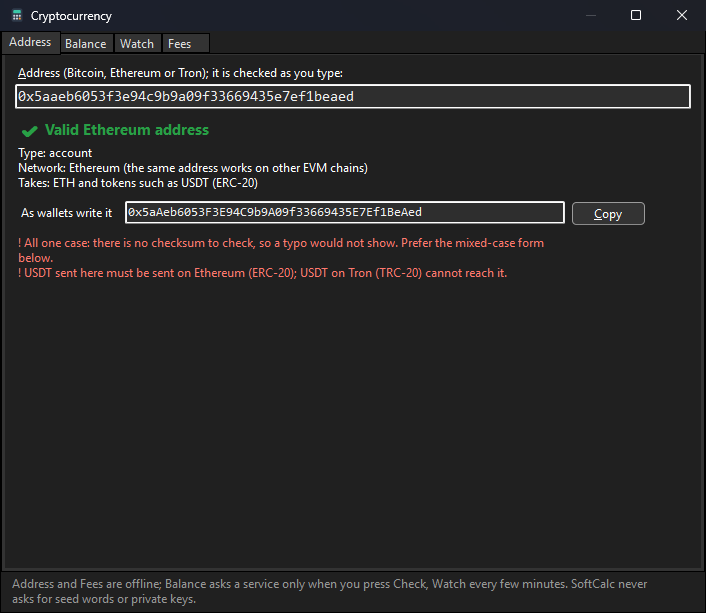 Cryptocurrency
Address Balance Watch Fees
Address (Bitcoin, Ethereum or Tron); it is checked as you type:
0x5aaeb6053f3e94c9b9a09f33669435e7ef1beaed
Valid Ethereum address
Type: account
Network: Ethereum (the same address works on other EVM chains)
Takes: ETH and tokens such as USDT (ERC-20)
As wallets write it 0x5aAeb6053F3E94C9b9A09f33669435E7Ef1BeAed Copy
! All one case: there is no checksum to check, so a typo would not show. Prefer the mixed-case form
below.
! USDT sent here must be sent on Ethereum (ERC-20); USDT on Tron (TRC-20) cannot reach it.
Address and Fees are offline; Balance asks a service only when you press Check, Watch every few minutes. SoftCalc never
asks for seed words or private keys.